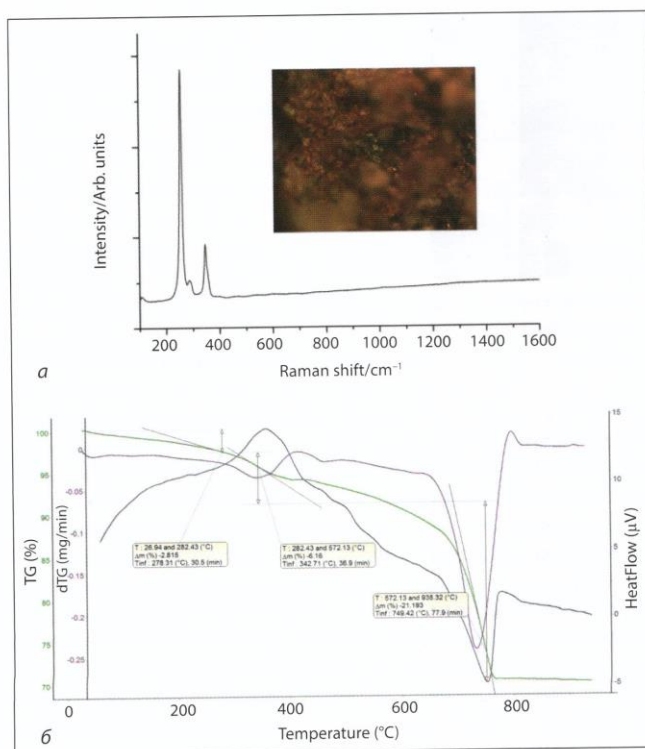 Intensity/Arb. units
200 400 600 800 1000 1200 1400 1600
Raman shift/cm⁻¹
а
TG (%)
100
95
90
85
80
75
70
dTG (mg/min)
0
-0.05
-0.1
-0.15
-0.2
-0.25
T : 26.94 and 282.43 (°C)
Δm (%) -2.815
Tinf : 278.31 (°C), 30.5 (min)
T : 282.43 and 572.13 (°C)
Δm (%) -6.16
Tinf : 342.71 (°C), 36.9 (min)
T : 572.13 and 938.32 (°C)
Δm (%) -21.193
Tinf : 749.42 (°C), 77.9 (min)
15
10
5
0
-5
HeatFlow (μV)
0 200 400 600 800
Temperature (°C)
б